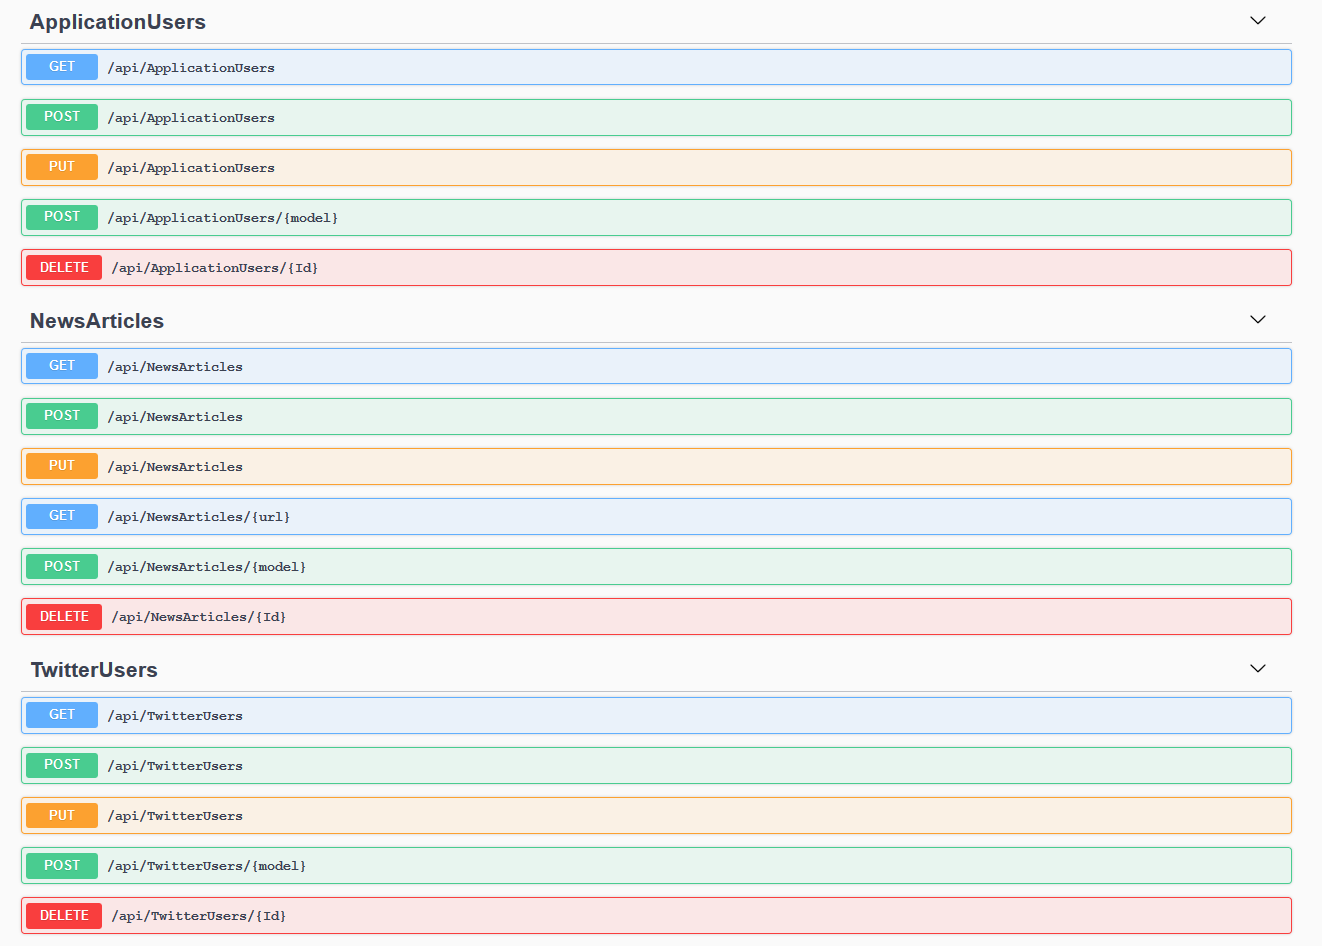 ApplicationUsers
GET /api/ApplicationUsers
POST /api/ApplicationUsers
PUT /api/ApplicationUsers
POST /api/ApplicationUsers/{model}
DELETE /api/ApplicationUsers/{Id}
NewsArticles
GET /api/NewsArticles
POST /api/NewsArticles
PUT /api/NewsArticles
GET /api/NewsArticles/{url}
POST /api/NewsArticles/{model}
DELETE /api/NewsArticles/{Id}
TwitterUsers
GET /api/TwitterUsers
POST /api/TwitterUsers
PUT /api/TwitterUsers
POST /api/TwitterUsers/{model}
DELETE /api/TwitterUsers/{Id}